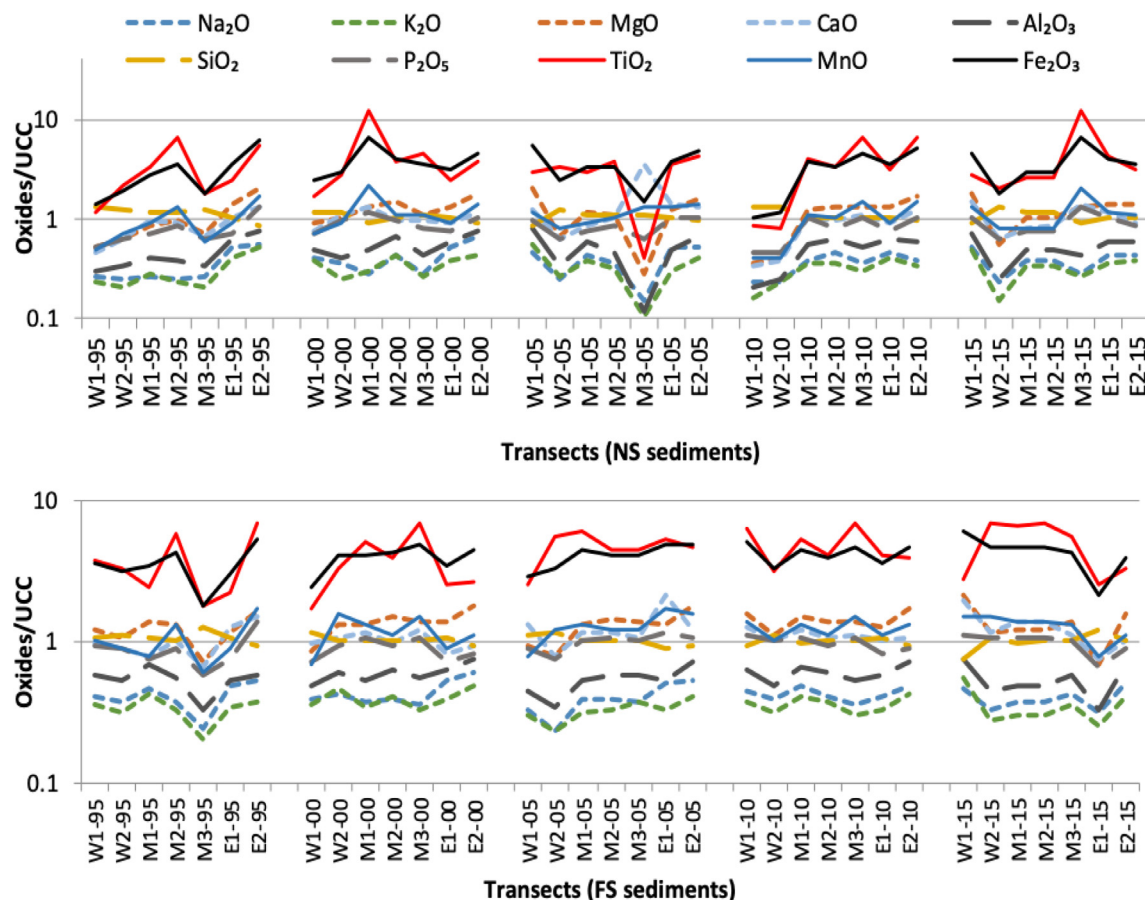 Na₂O K₂O MgO CaO Al₂O₃
SiO₂ P₂O₅ TiO₂ MnO Fe₂O₃
Oxides/UCC
10
1
0.1
W1-95 W2-95 M1-95 M2-95 M3-95 E1-95 E2-95 W1-00 W2-00 M1-00 M2-00 M3-00 E1-00 E2-00 W1-05 W2-05 M1-05 M2-05 M3-05 E1-05 E2-05 W1-10 W2-10 M1-10 M2-10 M3-10 E1-10 E2-10 W1-15 W2-15 M1-15 M2-15 M3-15 E1-15 E2-15
Transects (NS sediments)
Oxides/UCC
10
1
0.1
W1-95 W2-95 M1-95 M2-95 M3-95 E1-95 E2-95 W1-00 W2-00 M1-00 M2-00 M3-00 E1-00 E2-00 W1-05 W2-05 M1-05 M2-05 M3-05 E1-05 E2-05 W1-10 W2-10 M1-10 M2-10 M3-10 E1-10 E2-10 W1-15 W2-15 M1-15 M2-15 M3-15 E1-15 E2-15
Transects (FS sediments)